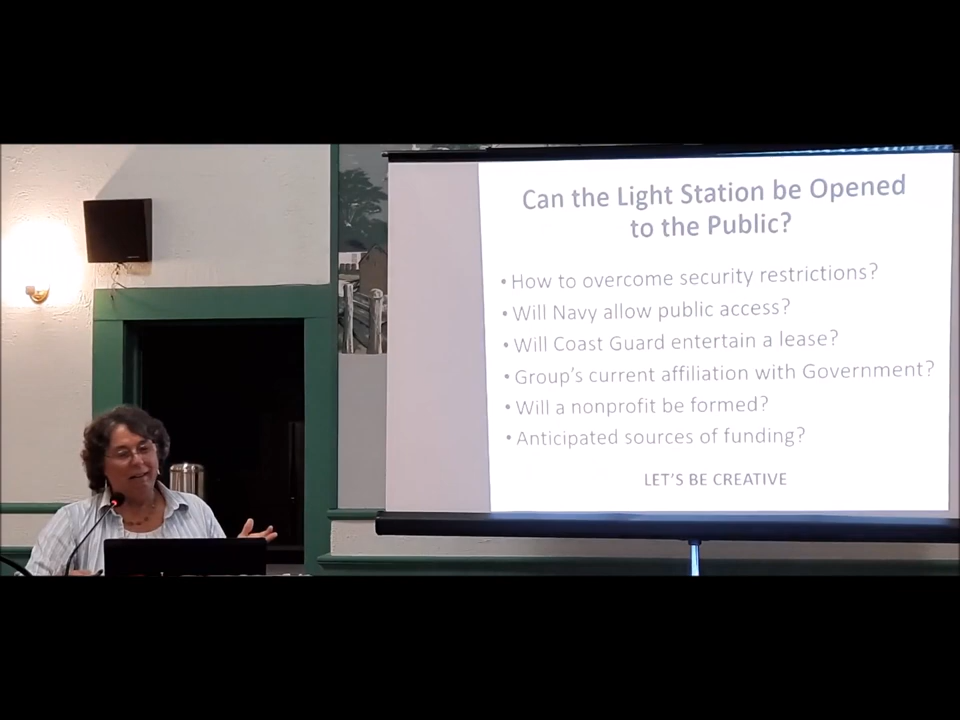 Can the Light Station be Opened
to the Public?
• How to overcome security restrictions?
• Will Navy allow public access?
• Will Coast Guard entertain a lease?
• Group's current affiliation with Government?
• Will a nonprofit be formed?
• Anticipated sources of funding?
LET'S BE CREATIVE